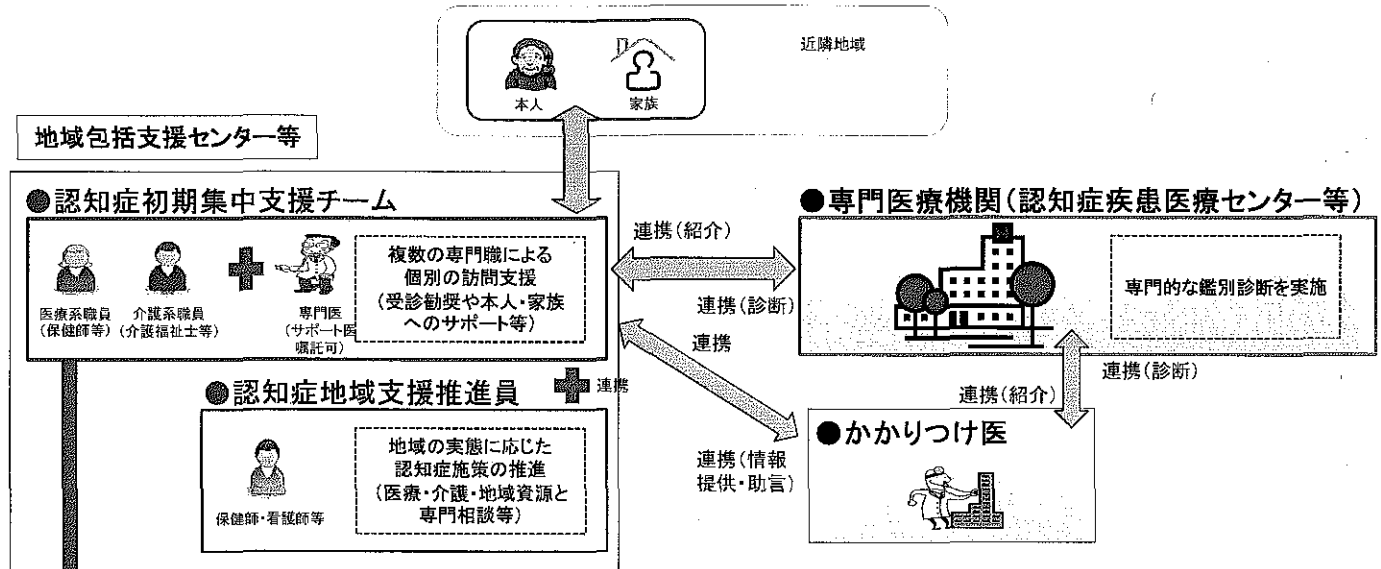 近隣地域
本人
家族
地域包括支援センター等
●認知症初期集中支援チーム
医療系職員
(保健師等)
介護系職員
(介護福祉士等)
専門医
(サポート医
嘱託可)
複数の専門職による
個別の訪問支援
(受診勧奨や本人・家族
へのサポート等)
●認知症地域支援推進員
連携
保健師・看護師等
地域の実態に応じた
認知症施策の推進
(医療・介護・地域資源と
専門相談等)
連携(紹介)
連携(診断)
連携
連携(情報
提供・助言)
●専門医療機関(認知症疾患医療センター等)
専門的な鑑別診断を実施
連携(紹介)
連携(診断)
●かかりつけ医